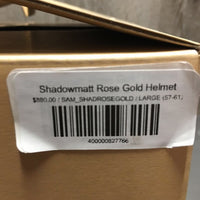 Shadowmatt Rose Gold Helmet
$880.00 / SAM_SHADROSEGOLD / LARGE (57-61,
400000827766